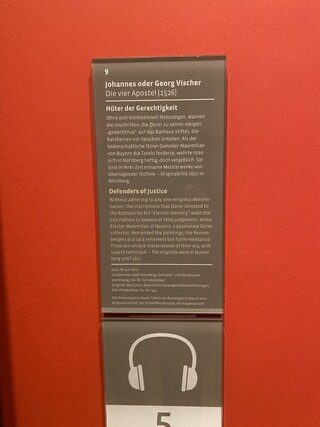 9
Johannes oder Georg Vischer
Die vier Apostel (1526)
Hüter der Gerechtigkeit
Ohne sich konfessionell festzulegen, warnen
die Inschriften, die Dürer zu seiner ewigen
„gedechtnus“ auf das Rathaus stiftet, die
Ratsherren vor falschen Urteilen. Als der
leidenschaftliche Dürer-Sammler Maximilian
von Bayern die Tafeln forderte, wehrte man
sich in Nürnberg heftig, doch vergeblich. Sie
sind in ihrer Zeit einsame Meisterwerke von
überragender Technik. – Originale bis 1627 in
Nürnberg
Defenders of Justice
Without adhering to any one religious denomi-
nation, the inscriptions that Dürer donated to
the Rathaus for his "eternal memory" warn the
City Fathers to beware of false judgements. When
Elector Maximilian of Bavaria, a passionate Dürer
collector, demanded the paintings, the Nurem-
bergers put up a vehement but futile resistance.
These are unique masterpieces of their era, with
superb technique. – The originals were in Nurem-
berg until 1627
5